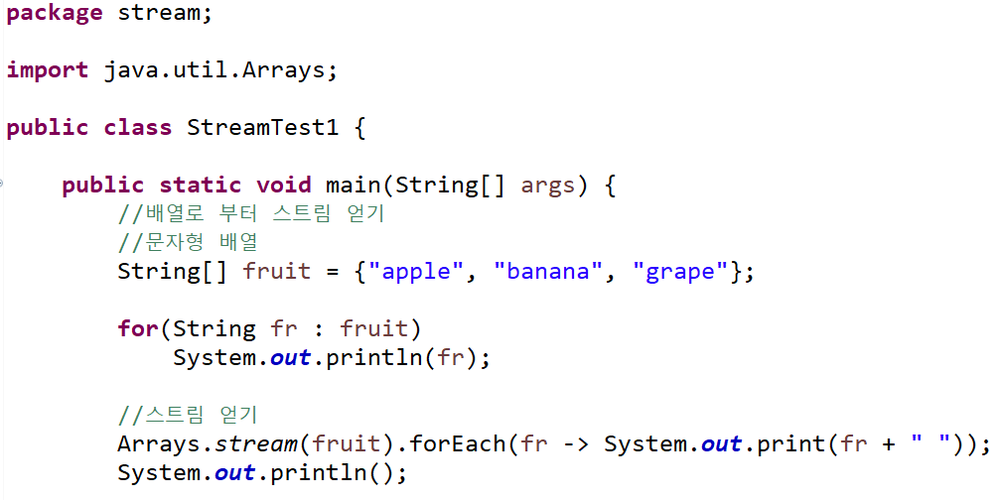 package stream;
import java.util.Arrays;
public class StreamTest1 {
public static void main(String[] args) {
//배열로 부터 스트림 얻기
//문자형 배열
String[] fruit = {"apple", "banana", "grape"};
for(String fr : fruit)
System.out.println(fr);
//스트림 얻기
Arrays.stream(fruit).forEach(fr -> System.out.print(fr + " "));
System.out.println();